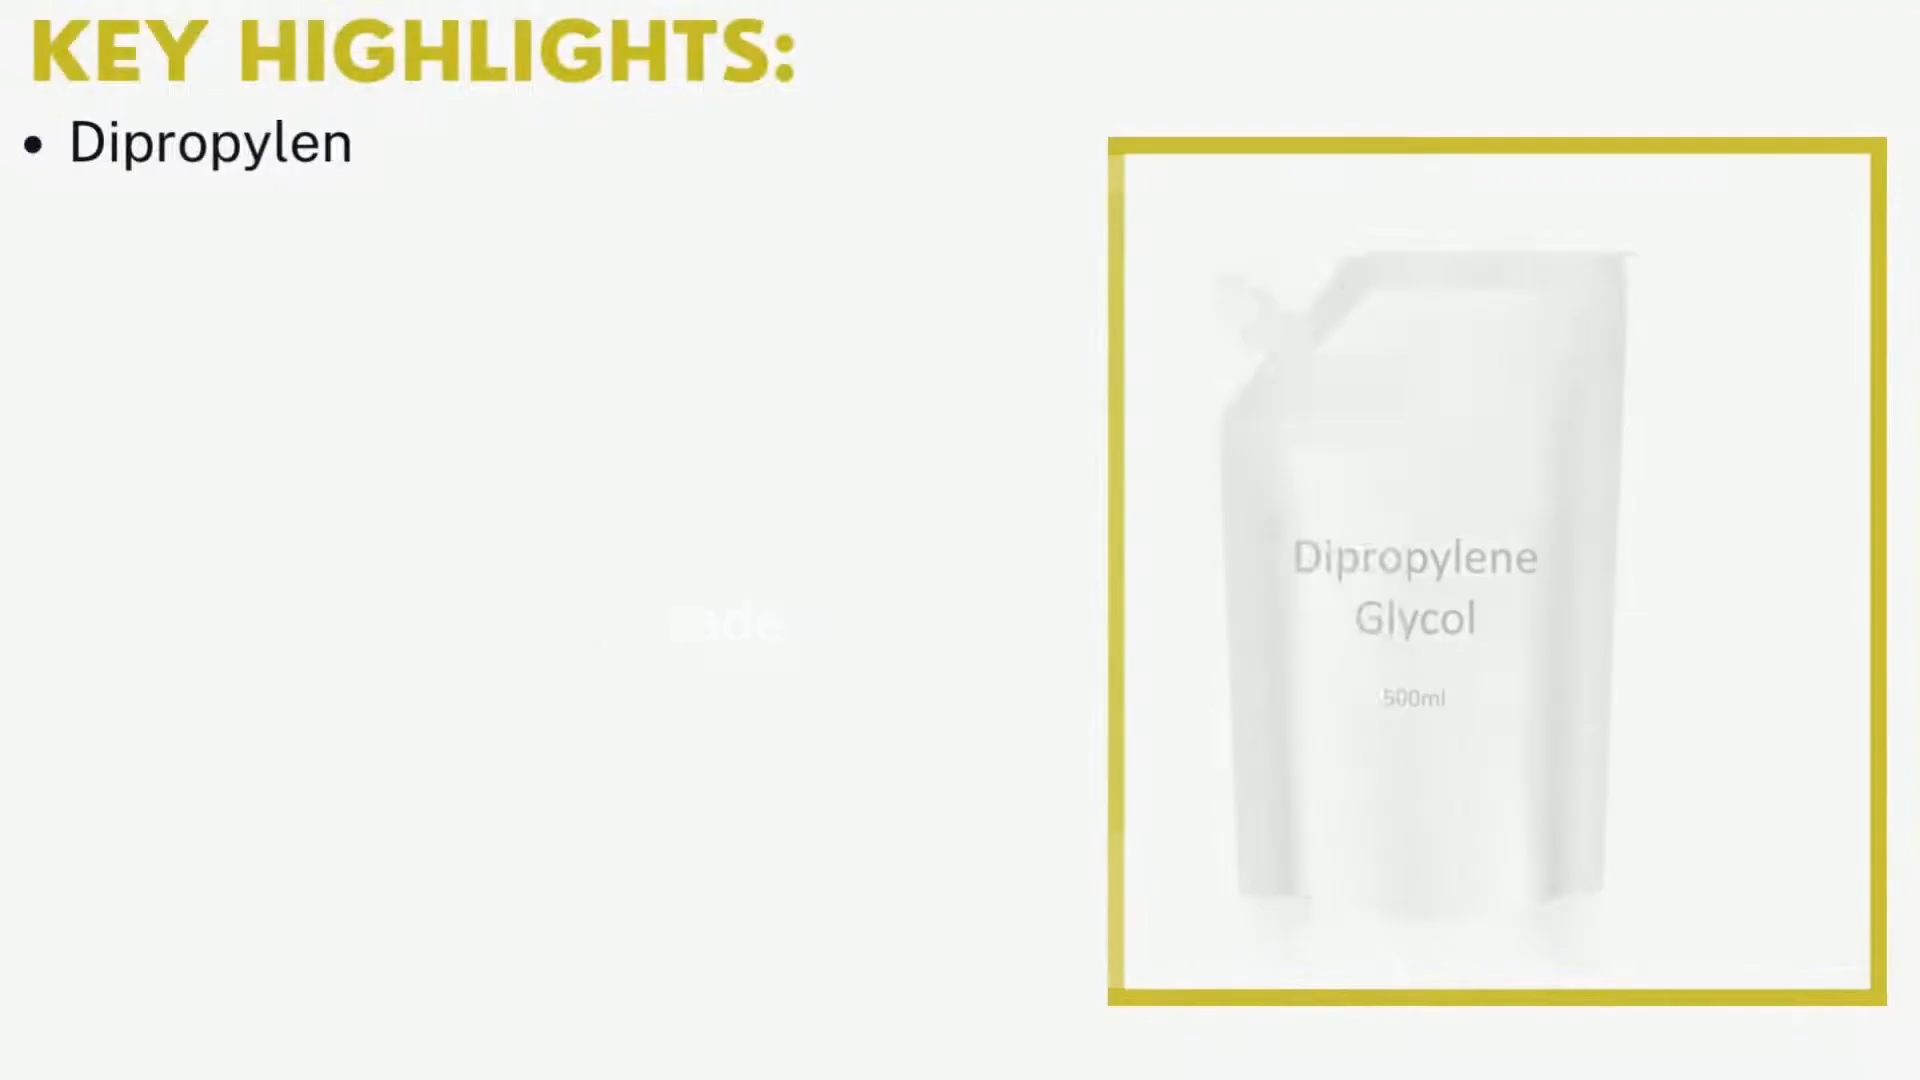 KEY HIGHLIGHTS:
• Dipropylen
Dipropylene
Glycol
500ml